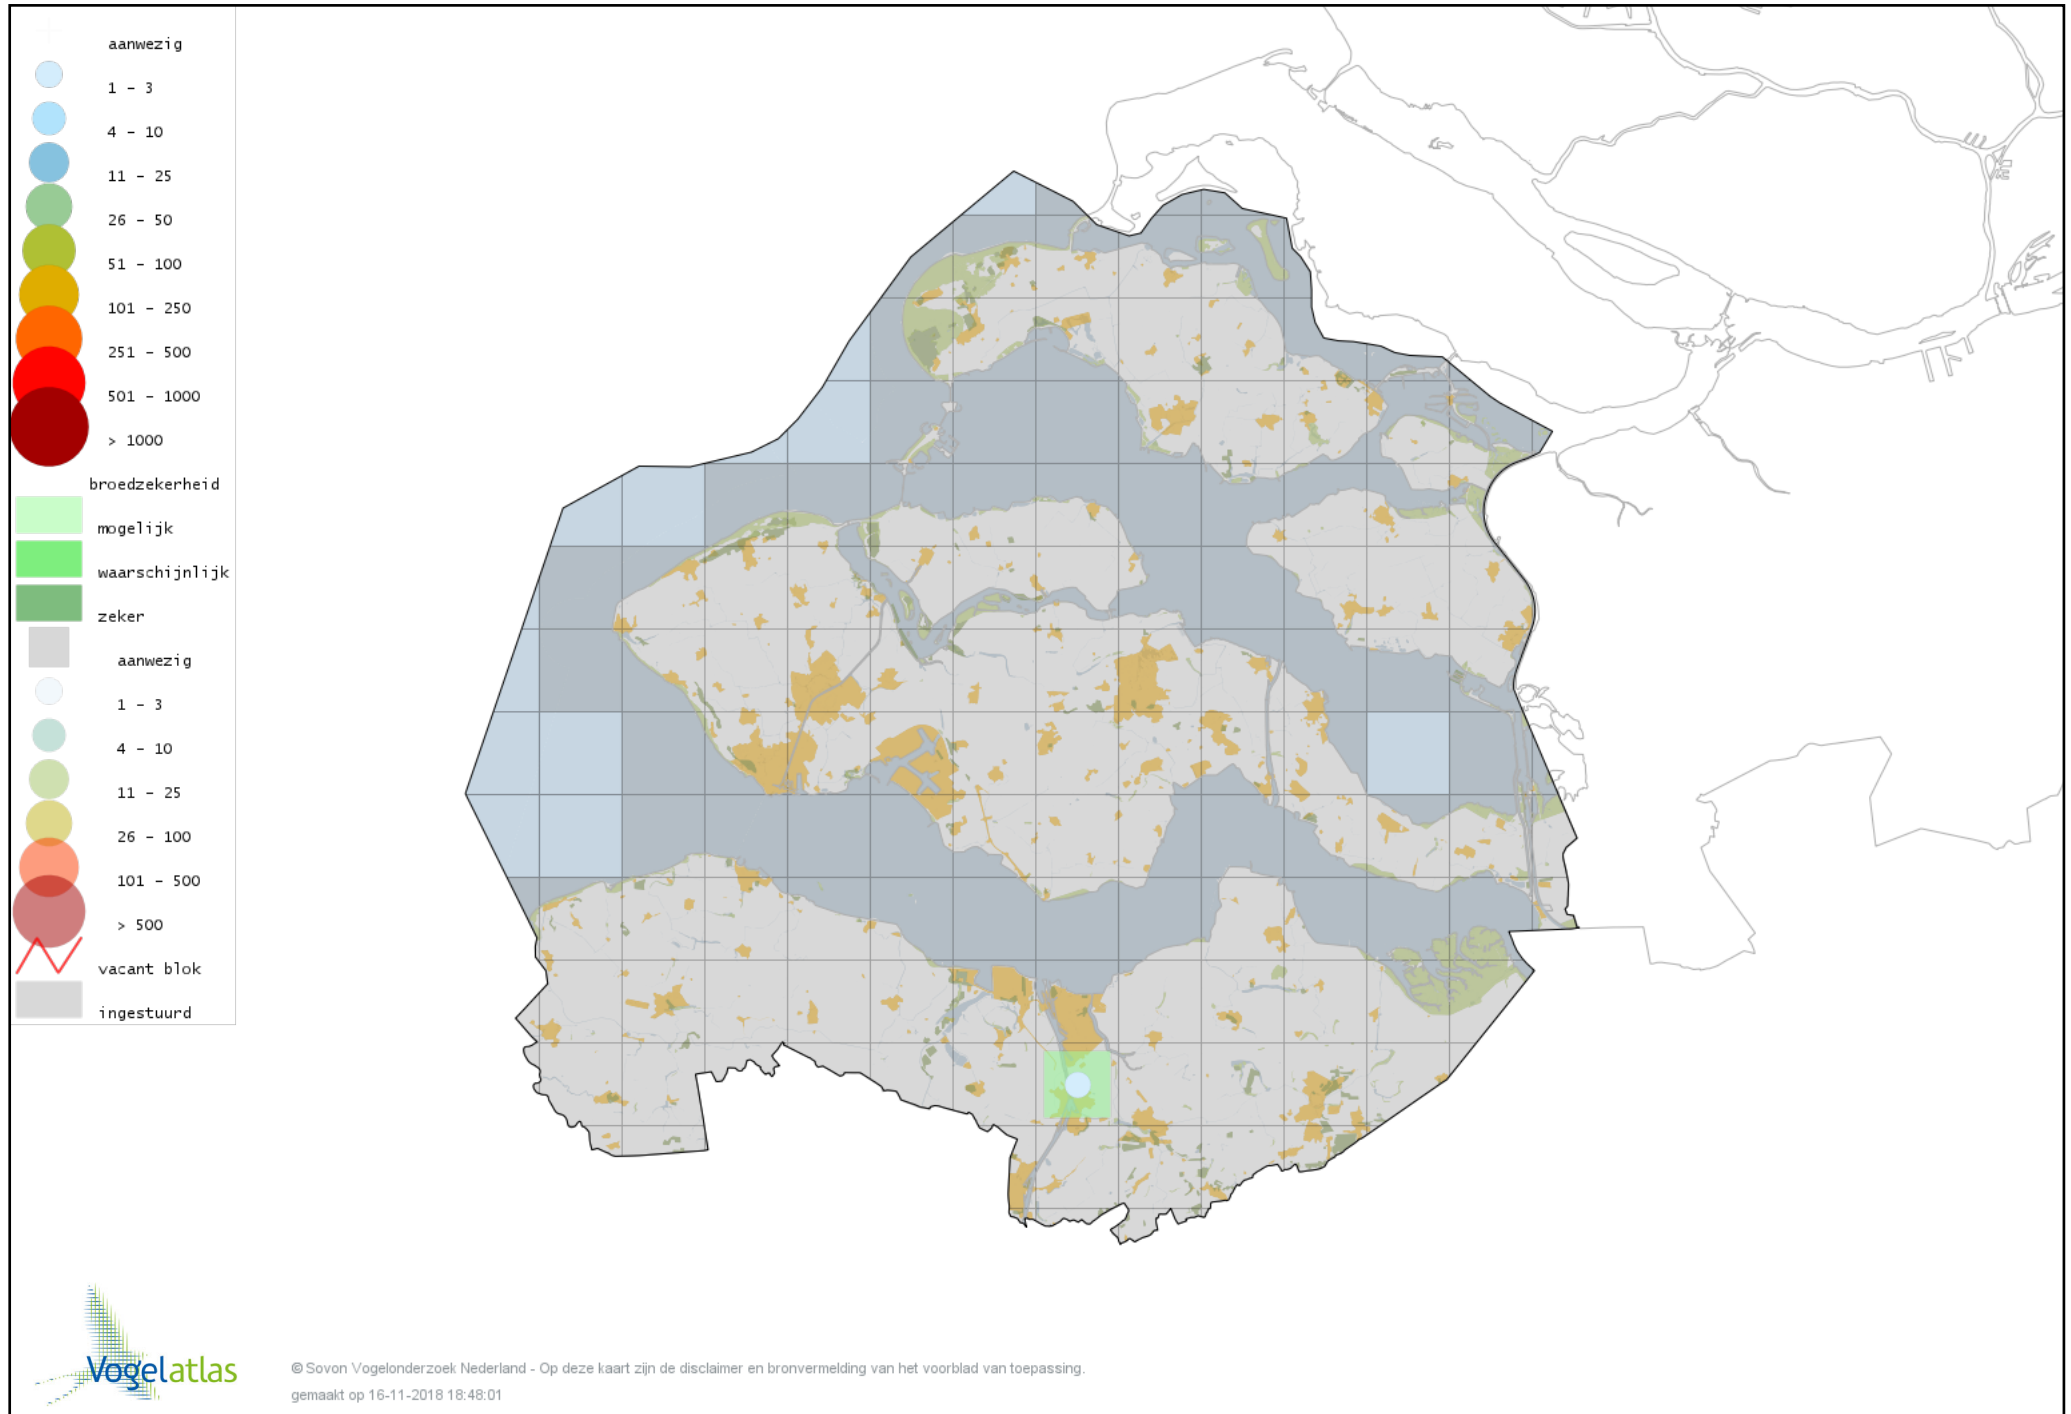 aanwezig
1 - 3
4 - 10
11 - 25
26 - 50
51 - 100
101 - 250
251 - 500
501 - 1000
> 1000
broedzekerheid
mogelijk
waarschijnlijk
zeker
aanwezig
1 - 3
4 - 10
11 - 25
26 - 100
101 - 500
> 500
vacant blok
ingestuurd
Vogelatlas
© Sovon Vogelonderzoek Nederland - Op deze kaart zijn de disclaimer en bronvermelding van het voorblad van toepassing.
gemaakt op 16-11-2018 18:48:01